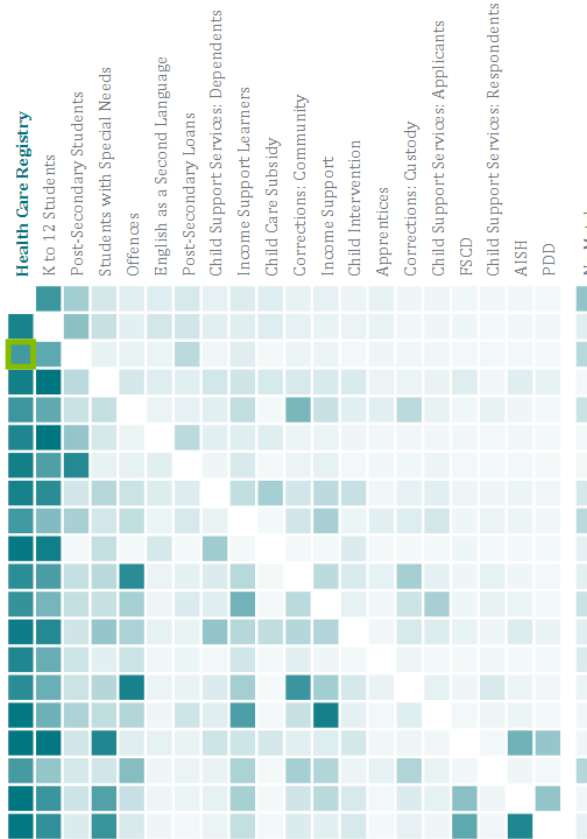 Health Care Registry
K to 12 Students
Post-Secondary Students
Students with Special Needs
Offences
English as a Second Language
Post-Secondary Loans
Child Support Services: Dependents
Income Support Learners
Child Care Subsidy
Corrections: Community
Income Support
Child Intervention
Apprentices
Corrections: Custody
Child Support Services: Applicants
FSCD
Child Support Services: Respondents
AISH
PDD